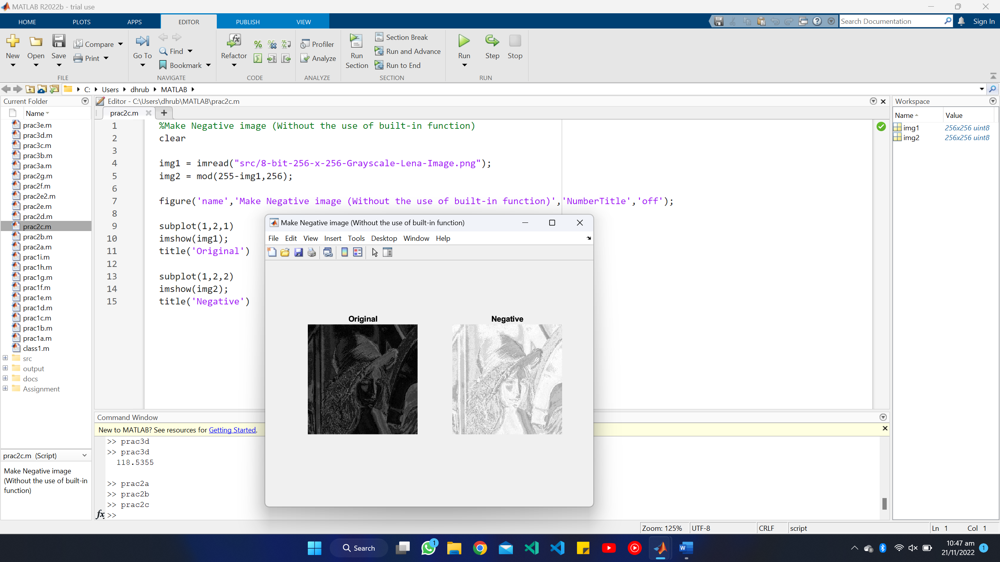 MATLAB R2022b - trial use
HOME PLOTS APPS EDITOR PUBLISH VIEW
Search Documentation
Sign In
New
Open
Save
Compare
Print
FILE
Go To
Find
Bookmark
NAVIGATE
Refactor
CODE
Profiler
Analyze
ANALYZE
Run Section
Section Break
Run and Advance
Run to End
SECTION
Run
Step
Stop
RUN
C: Users dhrub MATLAB
Current Folder
Name
prac3e.m
prac3d.m
prac3c.m
prac3b.m
prac3a.m
prac2g.m
prac2f.m
prac2e2.m
prac2e.m
prac2d.m
prac2c.m
prac2b.m
prac2a.m
prac1i.m
prac1h.m
prac1g.m
prac1f.m
prac1e.m
prac1d.m
prac1c.m
prac1b.m
prac1a.m
class1.m
src
output
docs
Assignment
prac2c.m (Script)
Make Negative image
(Without the use of built-in
function)
Editor - C:\Users\dhrub\MATLAB\prac2c.m
prac2c.m
1 %Make Negative image (Without the use of built-in function)
2 clear
3
4 img1 = imread("src/8-bit-256-x-256-Grayscale-Lena-Image.png");
5 img2 = mod(255-img1,256);
6
7 figure('name','Make Negative image (Without the use of built-in function)','NumberTitle','off');
8
9 subplot(1,2,1)
10 imshow(img1);
11 title('Original')
12
13 subplot(1,2,2)
14 imshow(img2);
15 title('Negative')
Make Negative image (Without the use of built-in function)
File Edit View Insert Tools Desktop Window Help
Original
Negative
Command Window
New to MATLAB? See resources for Getting Started.
>> prac3d
>> prac3d
118.5355
>> prac2a
>> prac2b
>> prac2c
fx >>
Workspace
Name Value
img1 256x256 uint8
img2 256x256 uint8
Zoom: 125% UTF-8 CRLF script Ln 1 Col 1
Search
1
W
10:47 am
21/11/2022
1